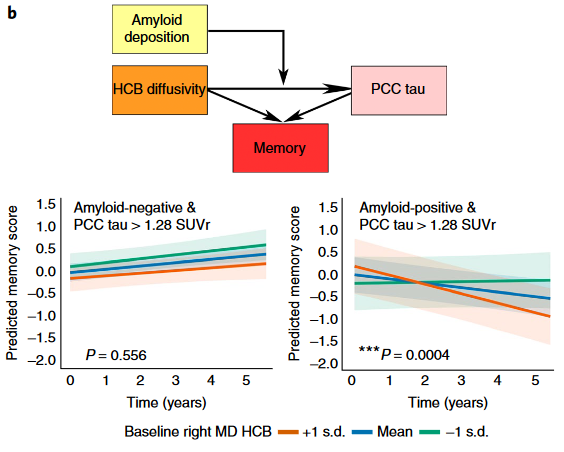 b
Amyloid
deposition
HCB diffusivity
PCC tau
Memory
Predicted memory score
1.5
1.0
0.5
0.0
−0.5
−1.0
−1.5
−2.0
Amyloid-negative &
PCC tau > 1.28 SUVr
P = 0.556
0 1 2 3 4 5
Time (years)
Predicted memory score
1.5
1.0
0.5
0.0
−0.5
−1.0
−1.5
−2.0
Amyloid-positive &
PCC tau > 1.28 SUVr
***P = 0.0004
0 1 2 3 4 5
Time (years)
Baseline right MD HCB +1 s.d. Mean −1 s.d.